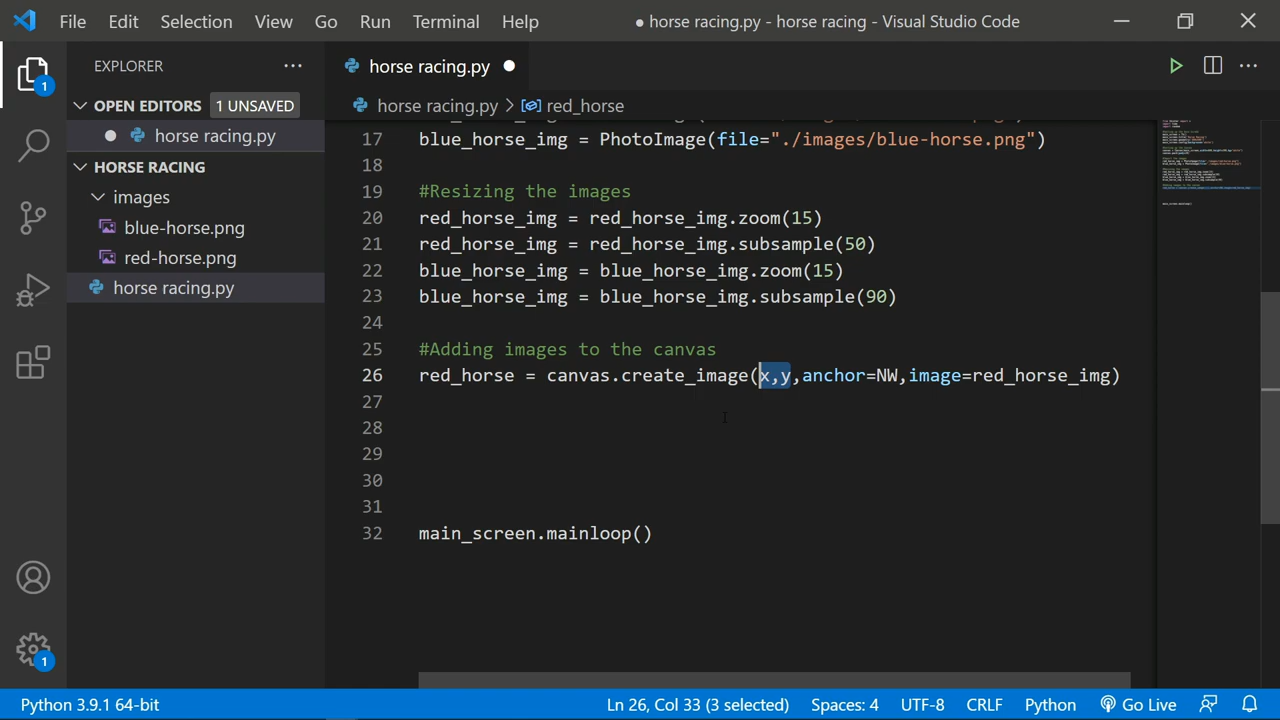 File Edit Selection View Go Run Terminal Help ● horse racing.py - horse racing - Visual Studio Code
EXPLORER
OPEN EDITORS 1 UNSAVED
horse racing.py
HORSE RACING
images
blue-horse.png
red-horse.png
horse racing.py
1
1
horse racing.py
horse racing.py > red_horse
17 blue_horse_img = PhotoImage(file="./images/blue-horse.png")
18
19 #Resizing the images
20 red_horse_img = red_horse_img.zoom(15)
21 red_horse_img = red_horse_img.subsample(50)
22 blue_horse_img = blue_horse_img.zoom(15)
23 blue_horse_img = blue_horse_img.subsample(90)
24
25 #Adding images to the canvas
26 red_horse = canvas.create_image(x,y,anchor=NW,image=red_horse_img)
27
28
29
30
31
32 main_screen.mainloop()
Python 3.9.1 64-bit Ln 26, Col 33 (3 selected) Spaces: 4 UTF-8 CRLF Python Go Live